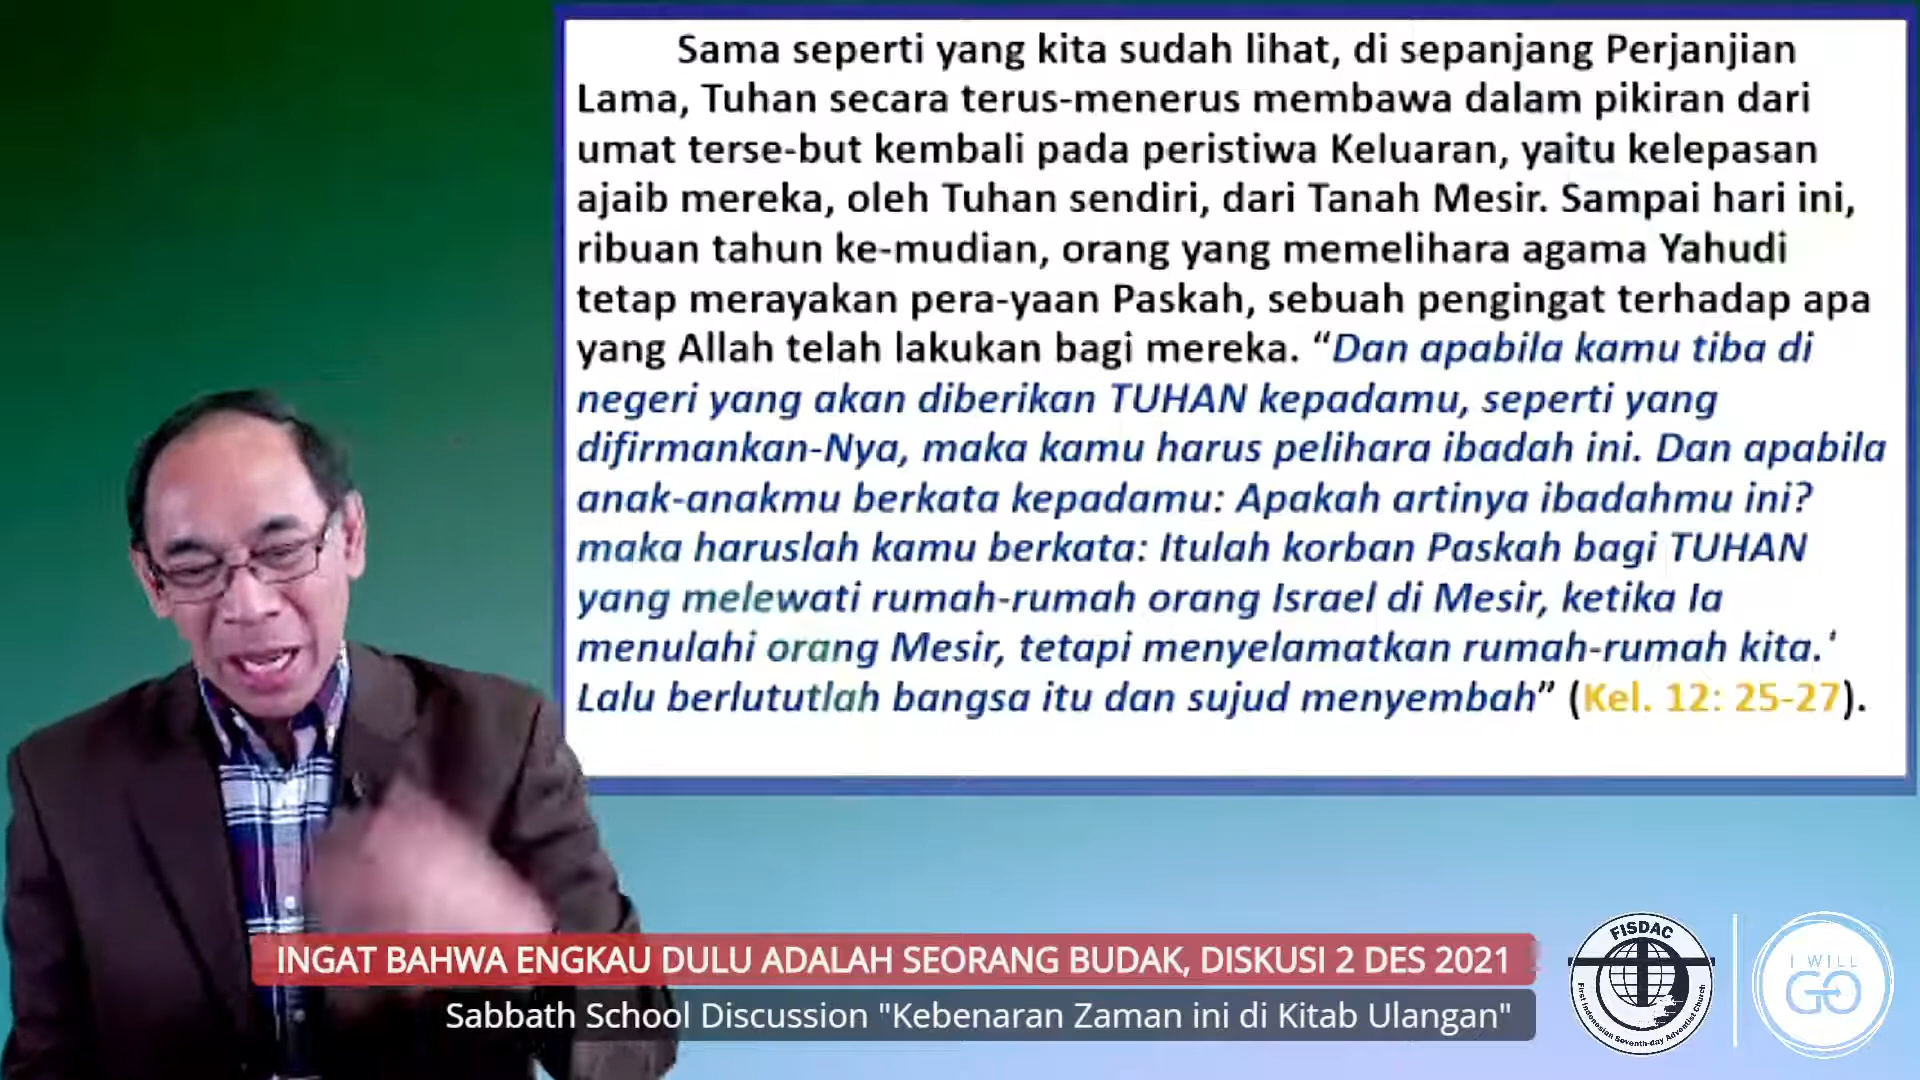 Sama seperti yang kita sudah lihat, di sepanjang Perjanjian
Lama, Tuhan secara terus-menerus membawa dalam pikiran dari
umat terse-but kembali pada peristiwa Keluaran, yaitu kelepasan
ajaib mereka, oleh Tuhan sendiri, dari Tanah Mesir. Sampai hari ini,
ribuan tahun ke-mudian, orang yang memelihara agama Yahudi
tetap merayakan pera-yaan Paskah, sebuah pengingat terhadap apa
yang Allah telah lakukan bagi mereka. “Dan apabila kamu tiba di
negeri yang akan diberikan TUHAN kepadamu, seperti yang
difirmankan-Nya, maka kamu harus pelihara ibadah ini. Dan apabila
anak-anakmu berkata kepadamu: Apakah artinya ibadahmu ini?
maka haruslah kamu berkata: Itulah korban Paskah bagi TUHAN
yang melewati rumah-rumah orang Israel di Mesir, ketika Ia
menulahi orang Mesir, tetapi menyelamatkan rumah-rumah kita.'
Lalu berlututlah bangsa itu dan sujud menyembah” (Kel. 12: 25-27).
INGAT BAHWA ENGKAU DULU ADALAH SEORANG BUDAK, DISKUSI 2 DES 2021
Sabbath School Discussion "Kebenaran Zaman ini di Kitab Ulangan"
FISDAC
First Indonesian Seventh-day Adventist Church
I WILL
GO